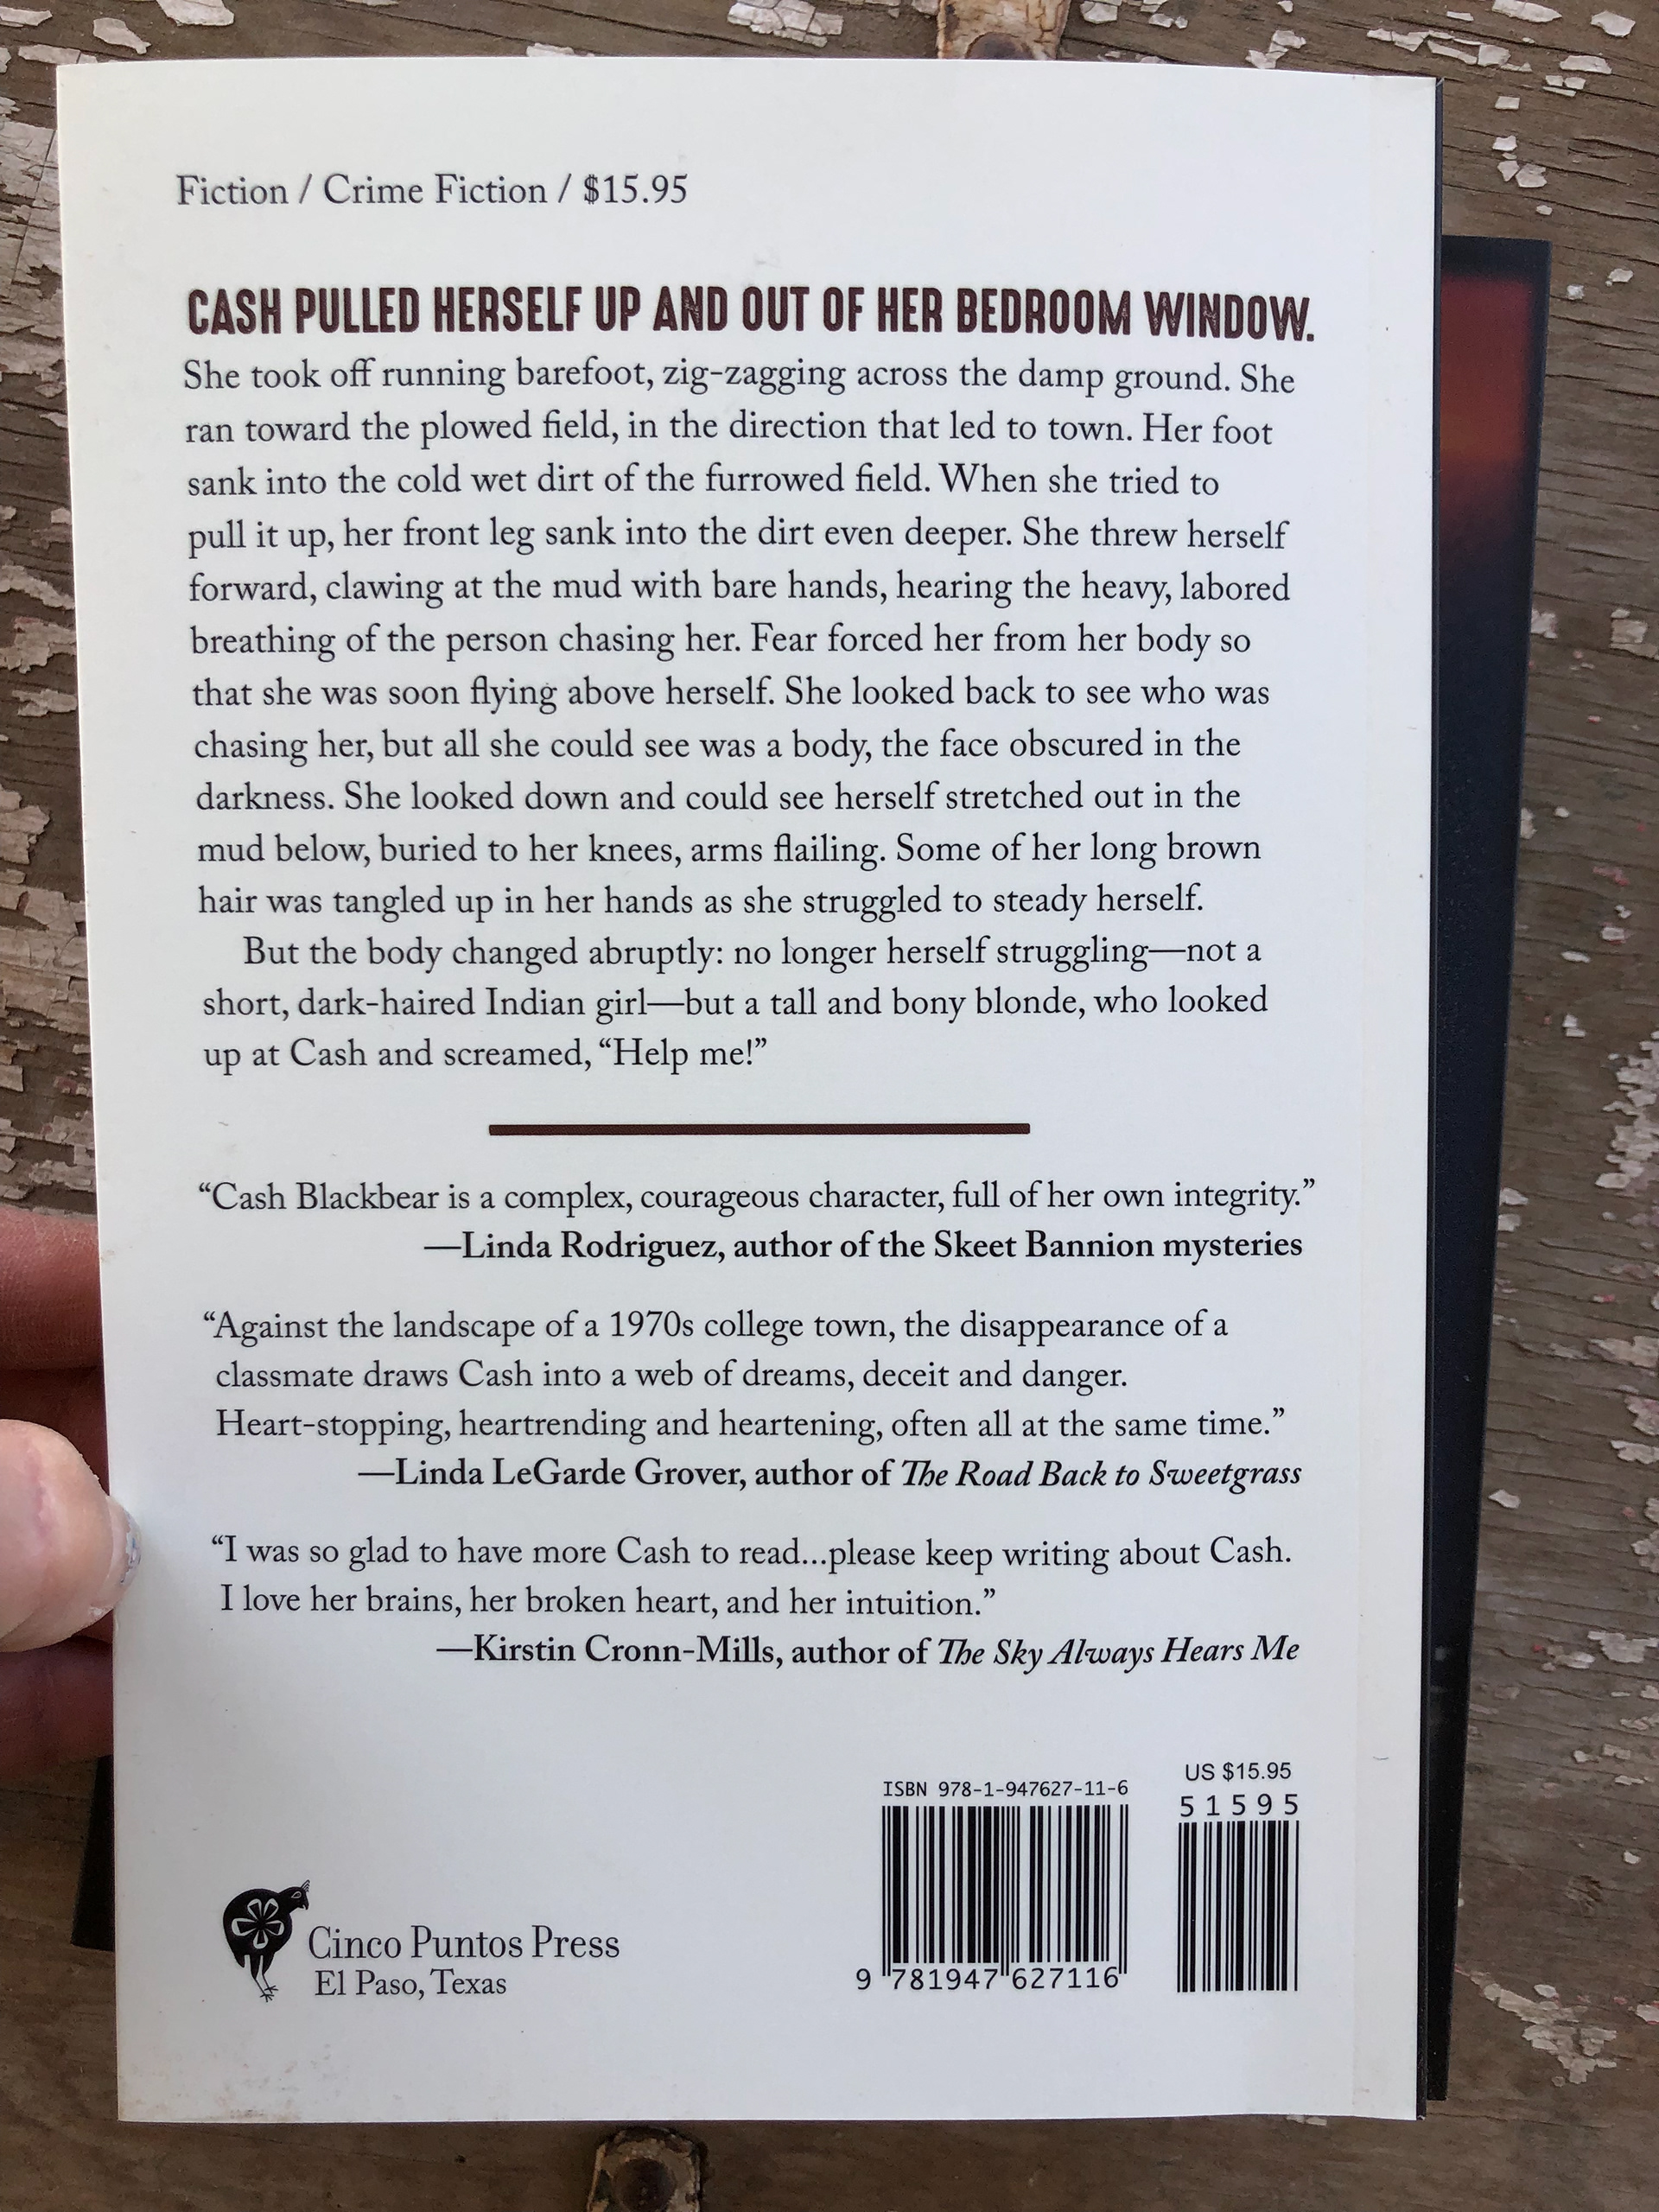 Fiction / Crime Fiction / $15.95
CASH PULLED HERSELF UP AND OUT OF HER BEDROOM WINDOW.
She took off running barefoot, zig-zagging across the damp ground. She
ran toward the plowed field, in the direction that led to town. Her foot
sank into the cold wet dirt of the furrowed field. When she tried to
pull it up, her front leg sank into the dirt even deeper. She threw herself
forward, clawing at the mud with bare hands, hearing the heavy, labored
breathing of the person chasing her. Fear forced her from her body so
that she was soon flying above herself. She looked back to see who was
chasing her, but all she could see was a body, the face obscured in the
darkness. She looked down and could see herself stretched out in the
mud below, buried to her knees, arms flailing. Some of her long brown
hair was tangled up in her hands as she struggled to steady herself.
But the body changed abruptly: no longer herself struggling—not a
short, dark-haired Indian girl—but a tall and bony blonde, who looked
up at Cash and screamed, “Help me!”
“Cash Blackbear is a complex, courageous character, full of her own integrity.”
—Linda Rodriguez, author of the Skeet Bannion mysteries
“Against the landscape of a 1970s college town, the disappearance of a
classmate draws Cash into a web of dreams, deceit and danger.
Heart-stopping, heartrending and heartening, often all at the same time.”
—Linda LeGarde Grover, author of The Road Back to Sweetgrass
“I was so glad to have more Cash to read...please keep writing about Cash.
I love her brains, her broken heart, and her intuition.”
—Kirstin Cronn-Mills, author of The Sky Always Hears Me
ISBN 978-1-947627-11-6
US $15.95
51595
9 781947 627116
Cinco Puntos Press
El Paso, Texas